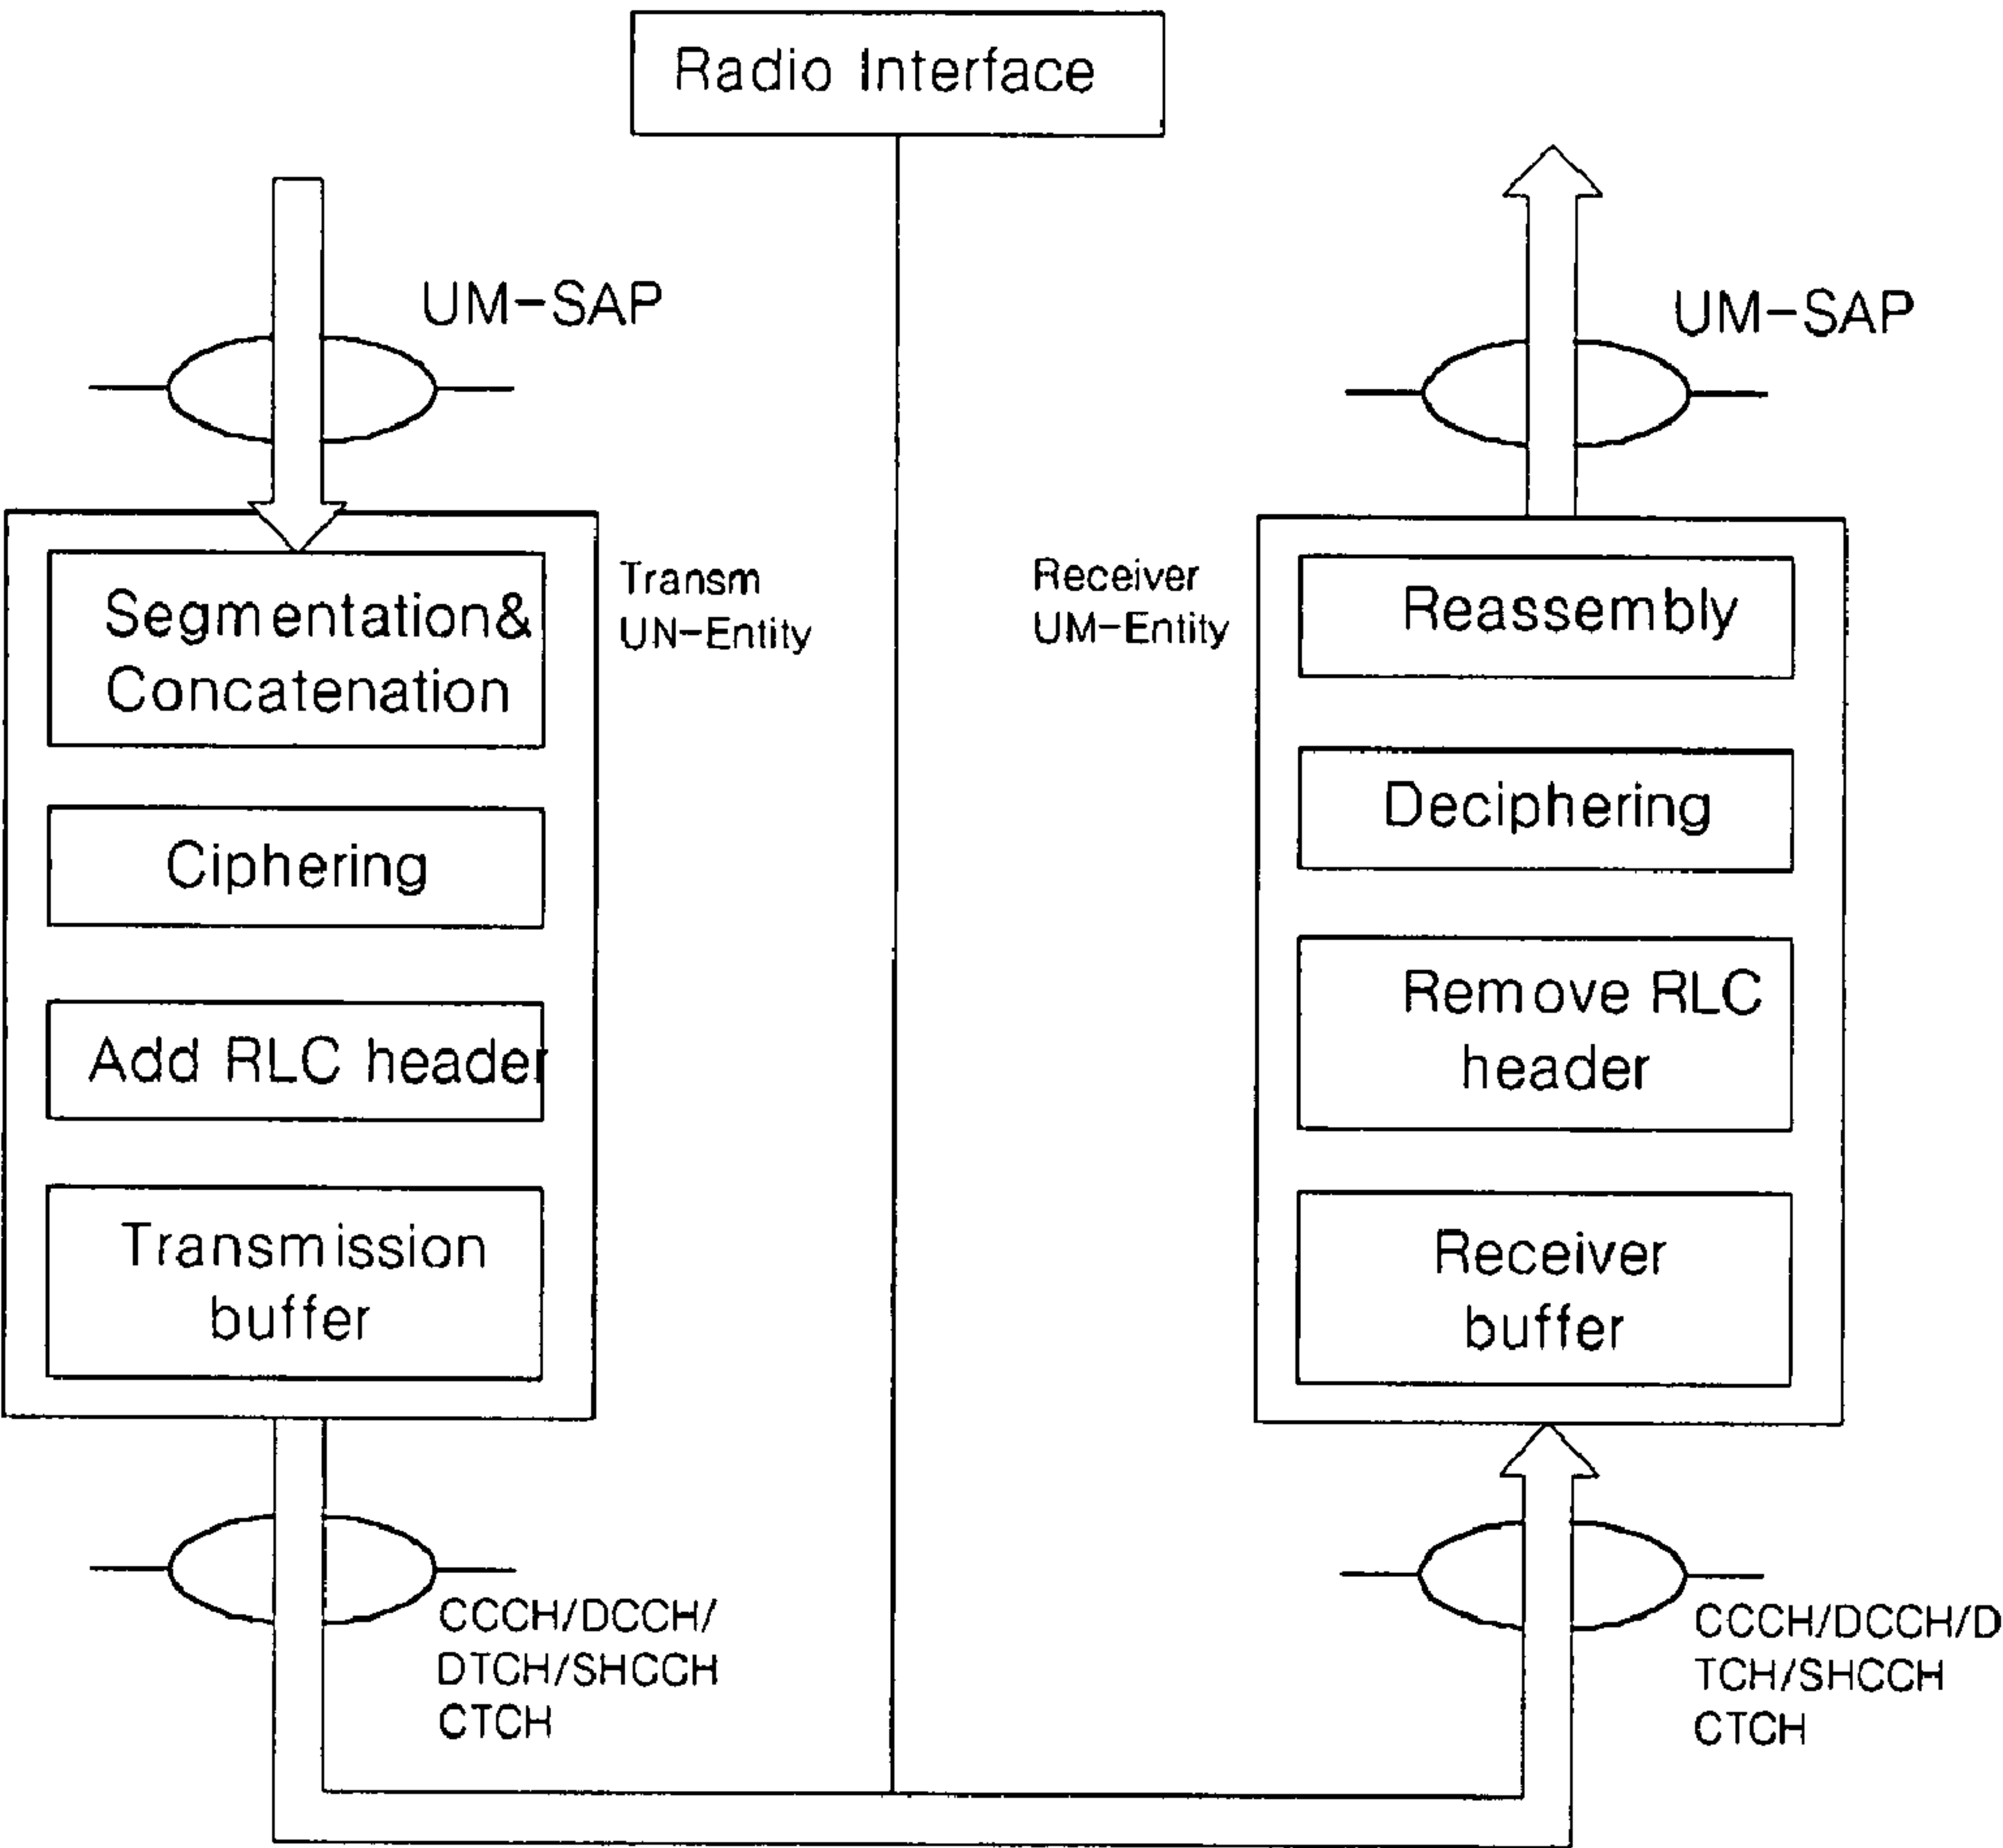 Radio Interface
UM-SAP
UM-SAP
Segmentation&
Concatenation
Ciphering
Add RLC header
Transmission
buffer
Transm
UN-Entity
Receiver
UM-Entity
Reassembly
Deciphering
Remove RLC
header
Receiver
buffer
CCCH/DCCH/
DTCH/SHCCH
CTCH
CCCH/DCCH/D
TCH/SHCCH
CTCH